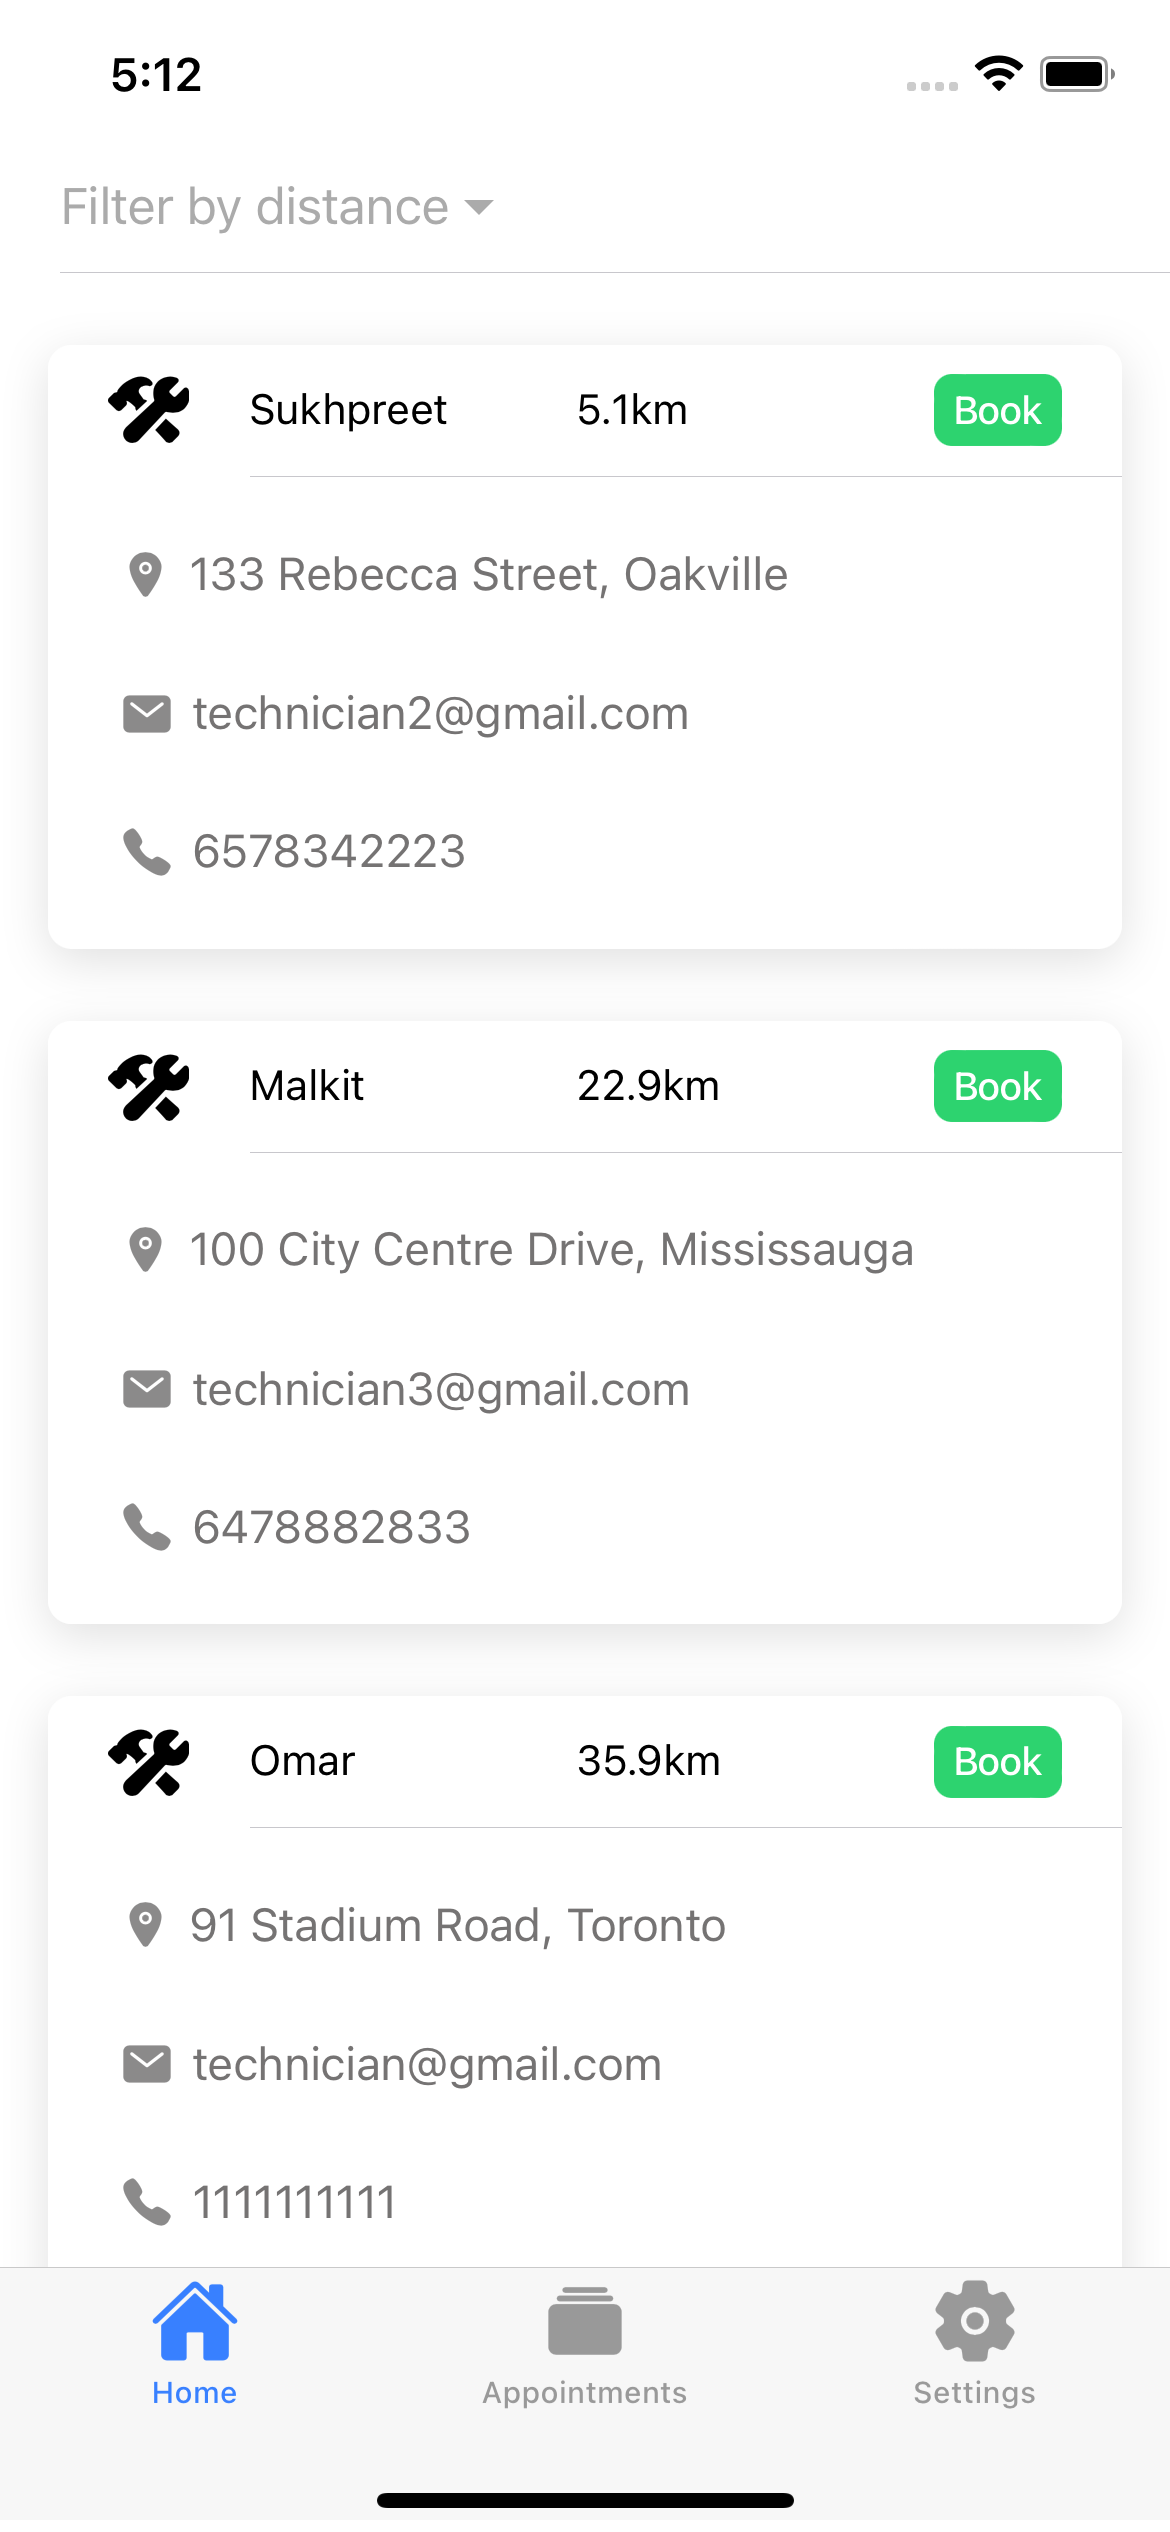 5:12
Filter by distance
Sukhpreet 5.1km Book
133 Rebecca Street, Oakville
technician2@gmail.com
6578342223
Malkit 22.9km Book
100 City Centre Drive, Mississauga
technician3@gmail.com
6478882833
Omar 35.9km Book
91 Stadium Road, Toronto
technician@gmail.com
1111111111
Home Appointments Settings